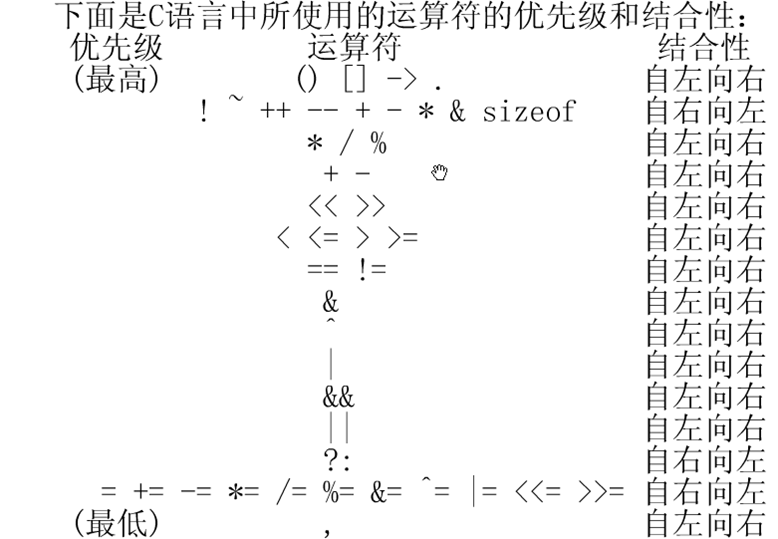 下面是C语言中所使用的运算符的优先级和结合性:
优先级 运算符 结合性
(最高) () [] -> . 自左向右
! ~ ++ -- + - * & sizeof 自右向左
* / % 自左向右
+ - 自左向右
<< >> 自左向右
< <= > >= 自左向右
== != 自左向右
& 自左向右
^ 自左向右
| 自左向右
&& 自左向右
|| 自左向右
?: 自右向左
= += -= *= /= %= &= ^= |= <<= >>= 自右向左
(最低) , 自左向右